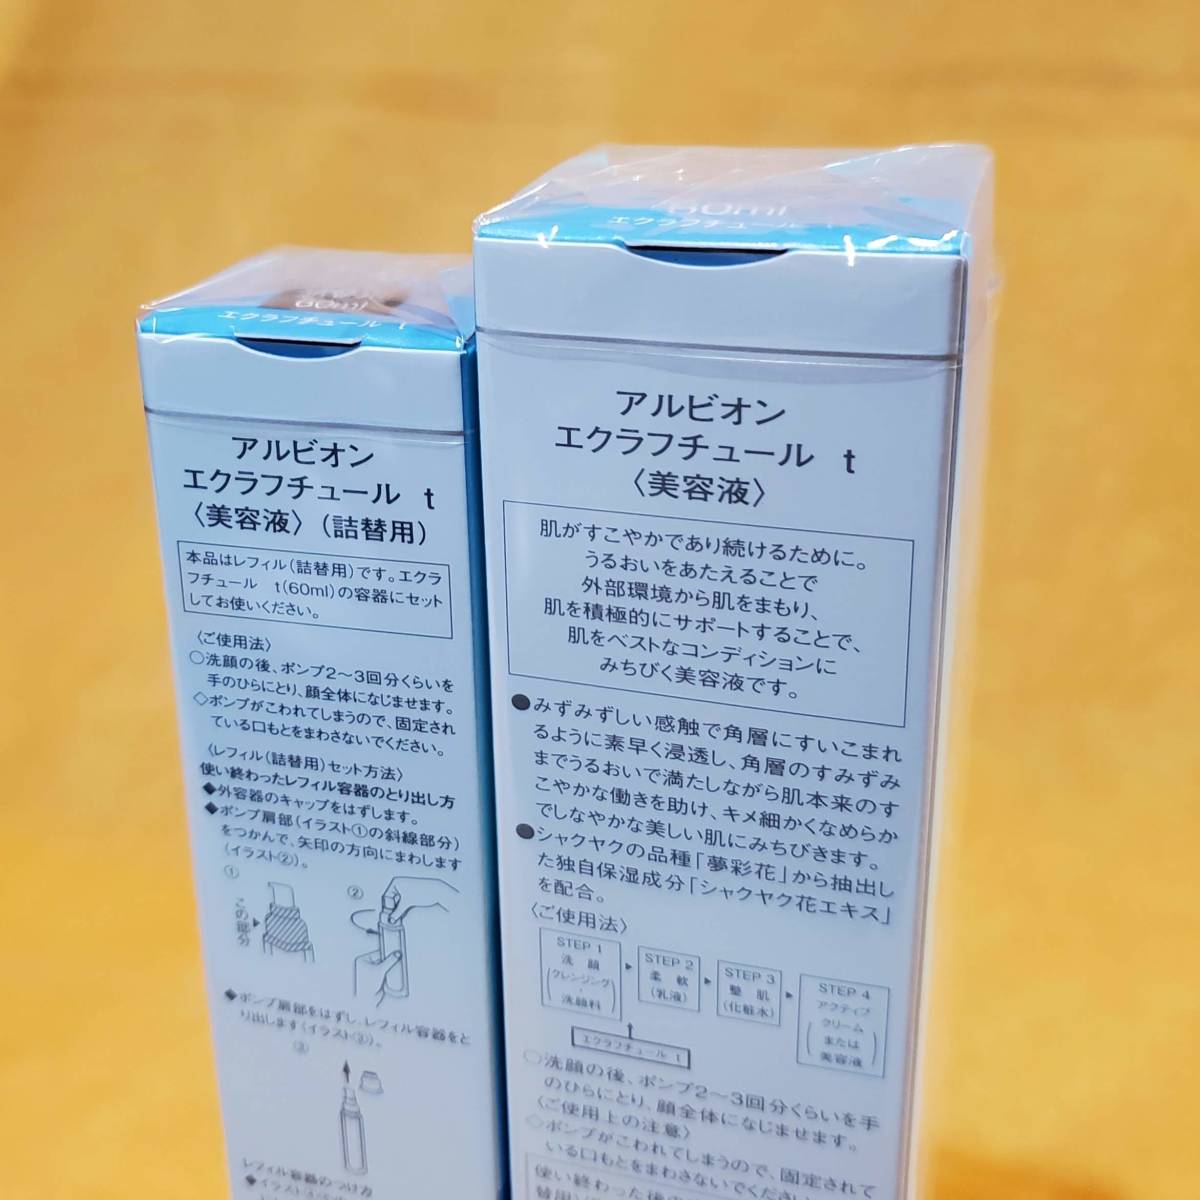 60ml
エクラフチュール t
アルビオン
エクラフチュール t
〈美容液〉(詰替用)
本品はレフィル(詰替用)です。エクラ
フチュール t(60ml)の容器にセット
してお使いください。
〈ご使用法〉
○洗顔の後、ポンプ2〜3回分くらいを
手のひらにとり、顔全体になじませます。
◇ポンプがこわれてしまうので、固定され
ている口もとをまわさないでください。
〈レフィル(詰替用)セット方法〉
使い終わったレフィル容器のとり出し方
◆外容器のキャップをはずします。
◆ポンプ肩部(イラスト①の斜線部分)
をつかんで、矢印の方向にまわします
(イラスト②)。
①
この部分
②
◆ポンプ肩部をはずし、レフィル容器をと
り出します(イラスト③)。
③
レフィル容器のつけ方
60ml
エクラフチュール t
アルビオン
エクラフチュール t
〈美容液〉
肌がすこやかであり続けるために。
うるおいをあたえることで
外部環境から肌をまもり、
肌を積極的にサポートすることで、
肌をベストなコンディションに
みちびく美容液です。
●みずみずしい感触で角層にすいこまれ
るように素早く浸透し、角層のすみずみ
までうるおいで満たしながら肌本来のす
こやかな働きを助け、キメ細かくなめらか
でしなやかな美しい肌にみちびきます。
●シャクヤクの品種「夢彩花」から抽出し
た独自保湿成分「シャクヤク花エキス」
を配合。
〈ご使用法〉
STEP 1
洗顔
(クレンジング・洗顔料)
STEP 2
柔軟
(乳液)
STEP 3
整肌
(化粧水)
STEP 4
アクティブ
クリーム
または
美容液
エクラフチュール t
○洗顔の後、ポンプ2〜3回分くらいを手
のひらにとり、顔全体になじませます。
〈ご使用上の注意〉
◇ポンプがこわれてしまうので、固定されて
いる口もとをまわさないでください。
使い終わった後の